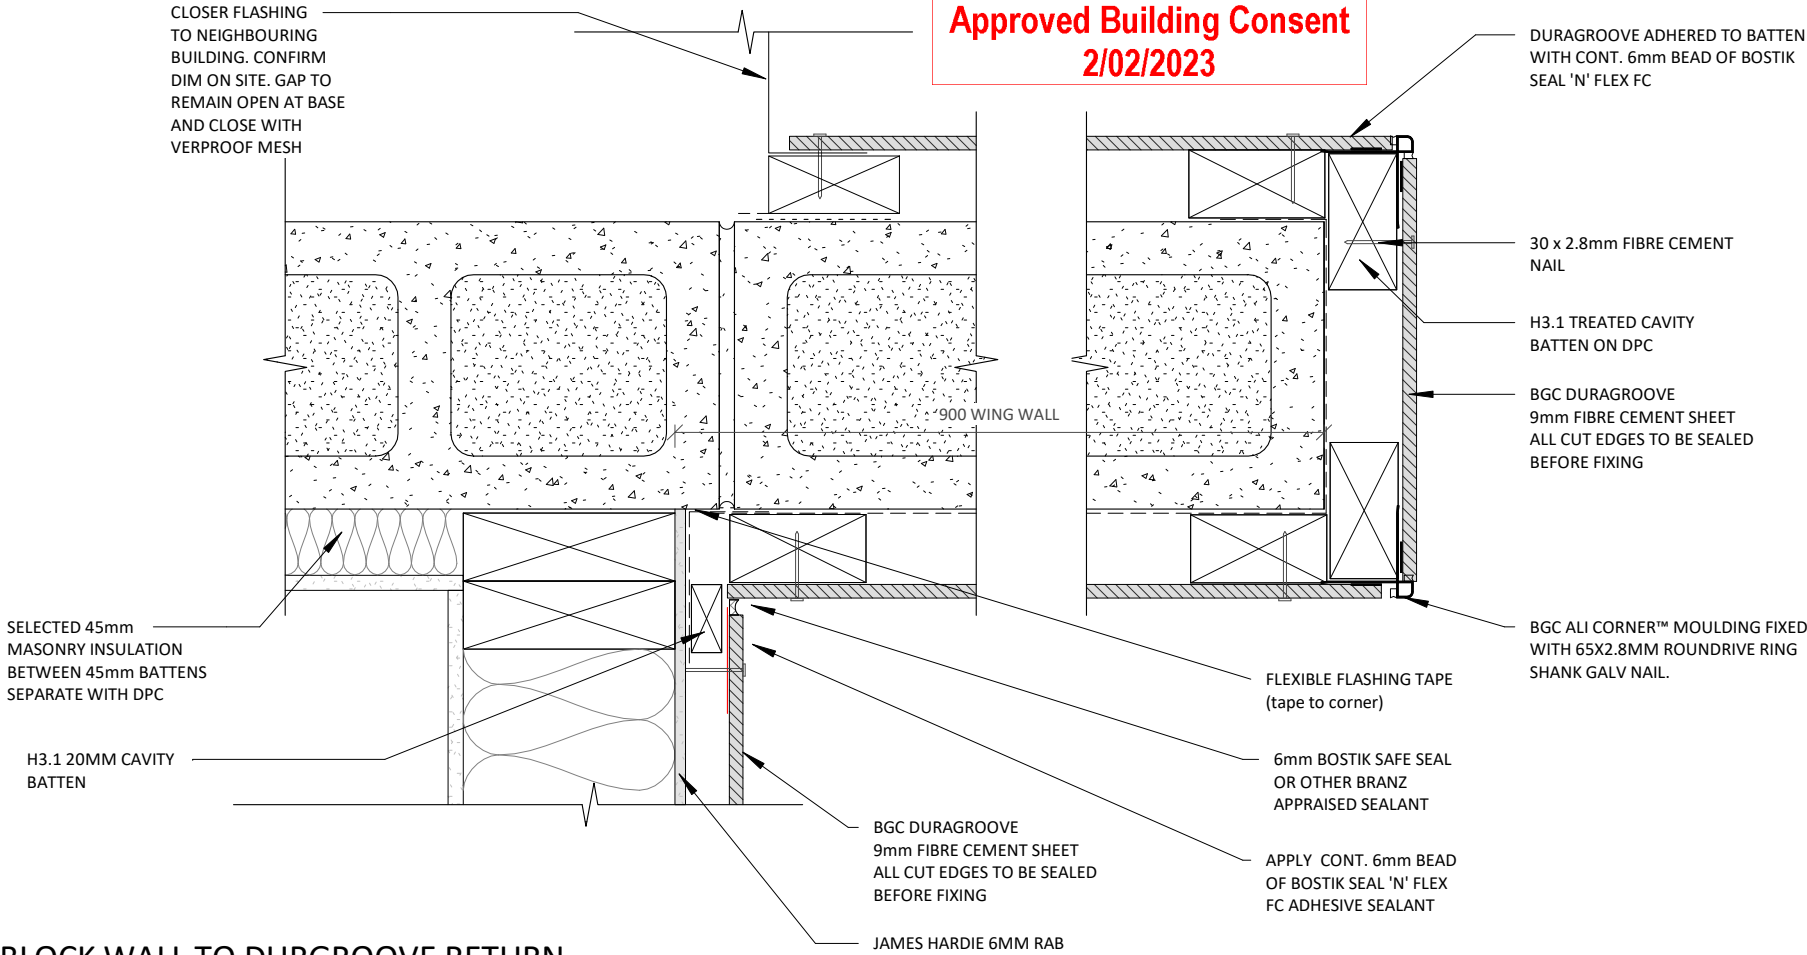 CLOSER FLASHING
TO NEIGHBOURING
BUILDING. CONFIRM
DIM ON SITE. GAP TO
REMAIN OPEN AT BASE
AND CLOSE WITH
VERPROOF MESH
Approved Building Consent
2/02/2023
DURAGROOVE ADHERED TO BATTEN
WITH CONT. 6mm BEAD OF BOSTIK
SEAL 'N' FLEX FC
30 x 2.8mm FIBRE CEMENT
NAIL
H3.1 TREATED CAVITY
BATTEN ON DPC
BGC DURAGROOVE
9mm FIBRE CEMENT SHEET
ALL CUT EDGES TO BE SEALED
BEFORE FIXING
900 WING WALL
SELECTED 45mm
MASONRY INSULATION
BETWEEN 45mm BATTENS
SEPARATE WITH DPC
H3.1 20MM CAVITY
BATTEN
BGC ALI CORNER™ MOULDING FIXED
WITH 65X2.8MM ROUNDRIVE RING
SHANK GALV NAIL.
FLEXIBLE FLASHING TAPE
(tape to corner)
6mm BOSTIK SAFE SEAL
OR OTHER BRANZ
APPRAISED SEALANT
APPLY CONT. 6mm BEAD
OF BOSTIK SEAL 'N' FLEX
FC ADHESIVE SEALANT
BGC DURAGROOVE
9mm FIBRE CEMENT SHEET
ALL CUT EDGES TO BE SEALED
BEFORE FIXING
JAMES HARDIE 6MM RAB
BLOCK WALL TO DURGROOVE RETURN